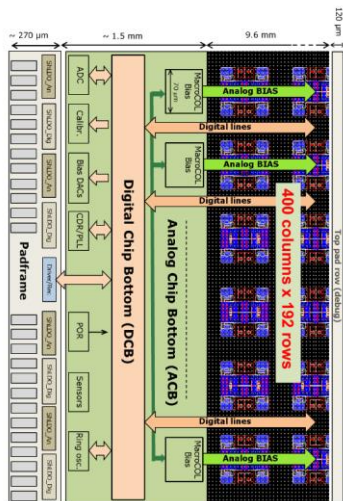 ~ 270 µm
~ 1.5 mm
9.6 mm
120 µm
Top pad row (debug)
400 columns x 192 rows
Analog BIAS
Digital lines
Analog BIAS
Digital lines
Digital lines
Analog BIAS
MacroCOL
Bias
70 µm
MacroCOL
Bias
MacroCOL
Bias
Analog Chip Bottom (ACB)
Digital Chip Bottom (DCB)
ADC
Calibr.
Bias DACs
CDR/PLL
POR
Sensors
Ring osc.
ShLDO_An
ShLDO_Dig
ShLDO_An
ShLDO_Dig
Driver/Rec
ShLDO_An
ShLDO_Dig
ShLDO_An
ShLDO_Dig
Padframe